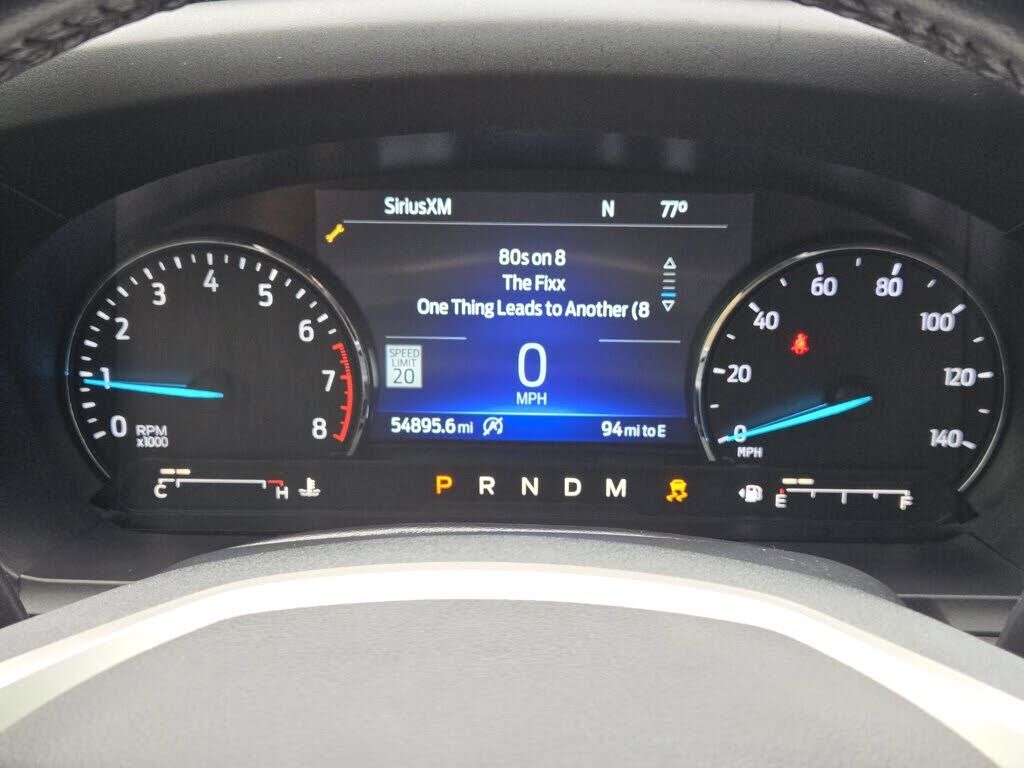 SiriusXM N 77°
80s on 8
The Fixx
One Thing Leads to Another (8
SPEED
LIMIT
20
0
MPH
54895.6 mi 94 mi to E
0 1 2 3 4 5 6 7 8
RPM
x1000
0 20 40 60 80 100 120 140
MPH
C H
P R N D M
E F